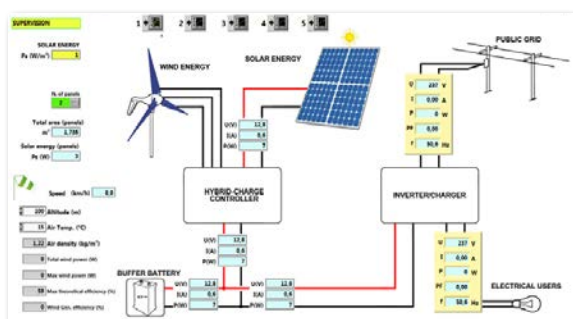 SUPERVISION
1 2 3 4 5
SOLAR ENERGY
Ps (W/m²) 1
WIND ENERGY
SOLAR ENERGY
PUBLIC GRID
N. of panels
2
Total area (panels)
m²
Solar energy (panels)
Ps (W) 3
U(V) 12,8
I(A) 0,6
P(W) 7
U 237 V
I 0,00 A
P 0 W
PF 0,00
f 50,0 Hz
Speed (km/h) 0,0
HYBRID-CHARGE
CONTROLLER
INVERTER/CHARGER
200 Altitude (m)
15 Air Temp. (°C)
1,22 Air density (kg/m³)
0 Total wind power (W)
0 Max wind power (W)
59 Max theoretical efficiency (%)
0 Wind Gen. efficiency (%)
U(V) 12,8
I(A) 0,6
P(W) 7
BUFFER BATTERY
U(V) 12,8
I(A) 0,6
P(W) 7
U(V) 12,8
I(A) 0,6
P(W) 7
U 237 V
I 0,00 A
P 0 W
PF 0,00
f 50,0 Hz
ELECTRICAL USERS